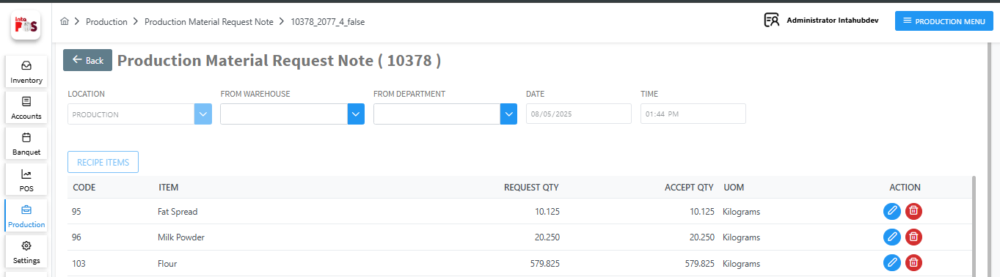 inta
POS
Production
Production Material Request Note
10378_2077_4_false
Administrator Intahubdev
PRODUCTION MENU
Inventory
Accounts
Banquet
POS
Production
Settings
Back
Production Material Request Note ( 10378 )
LOCATION FROM WAREHOUSE FROM DEPARTMENT DATE TIME
PRODUCTION 08/05/2025 01:44 PM
RECIPE ITEMS
CODE ITEM REQUEST QTY ACCEPT QTY UOM ACTION
95 Fat Spread 10.125 10.125 Kilograms
96 Milk Powder 20.250 20.250 Kilograms
103 Flour 579.825 579.825 Kilograms